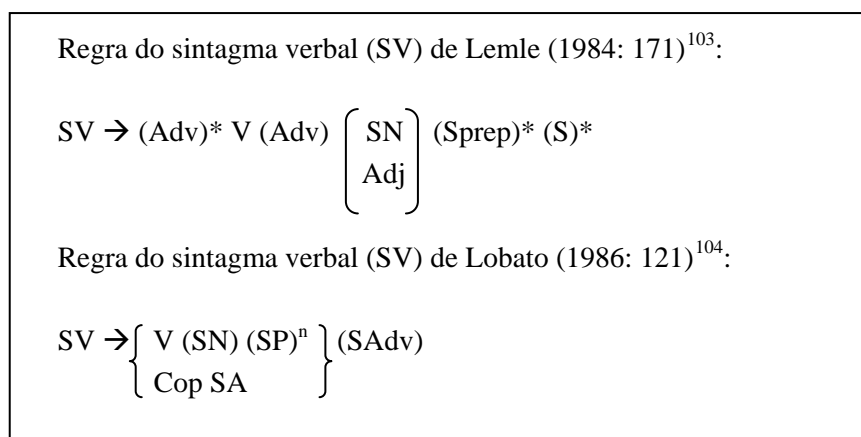 Regra do sintagma verbal (SV) de Lemle (1984: 171)103:
SV → (Adv)* V (Adv) ( SN ) (Sprep)* (S)*
Adj
Regra do sintagma verbal (SV) de Lobato (1986: 121)104:
SV → { V (SN) (SP)n } (SAdv)
Cop SA